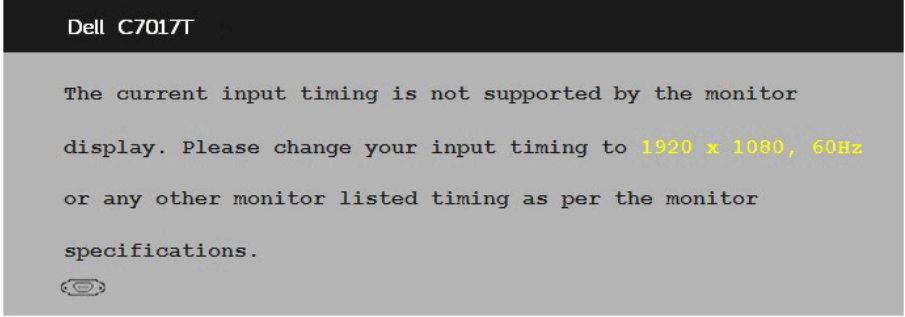 Dell C7017T
The current input timing is not supported by the monitor
display. Please change your input timing to 1920 x 1080, 60Hz
or any other monitor listed timing as per the monitor
specifications.